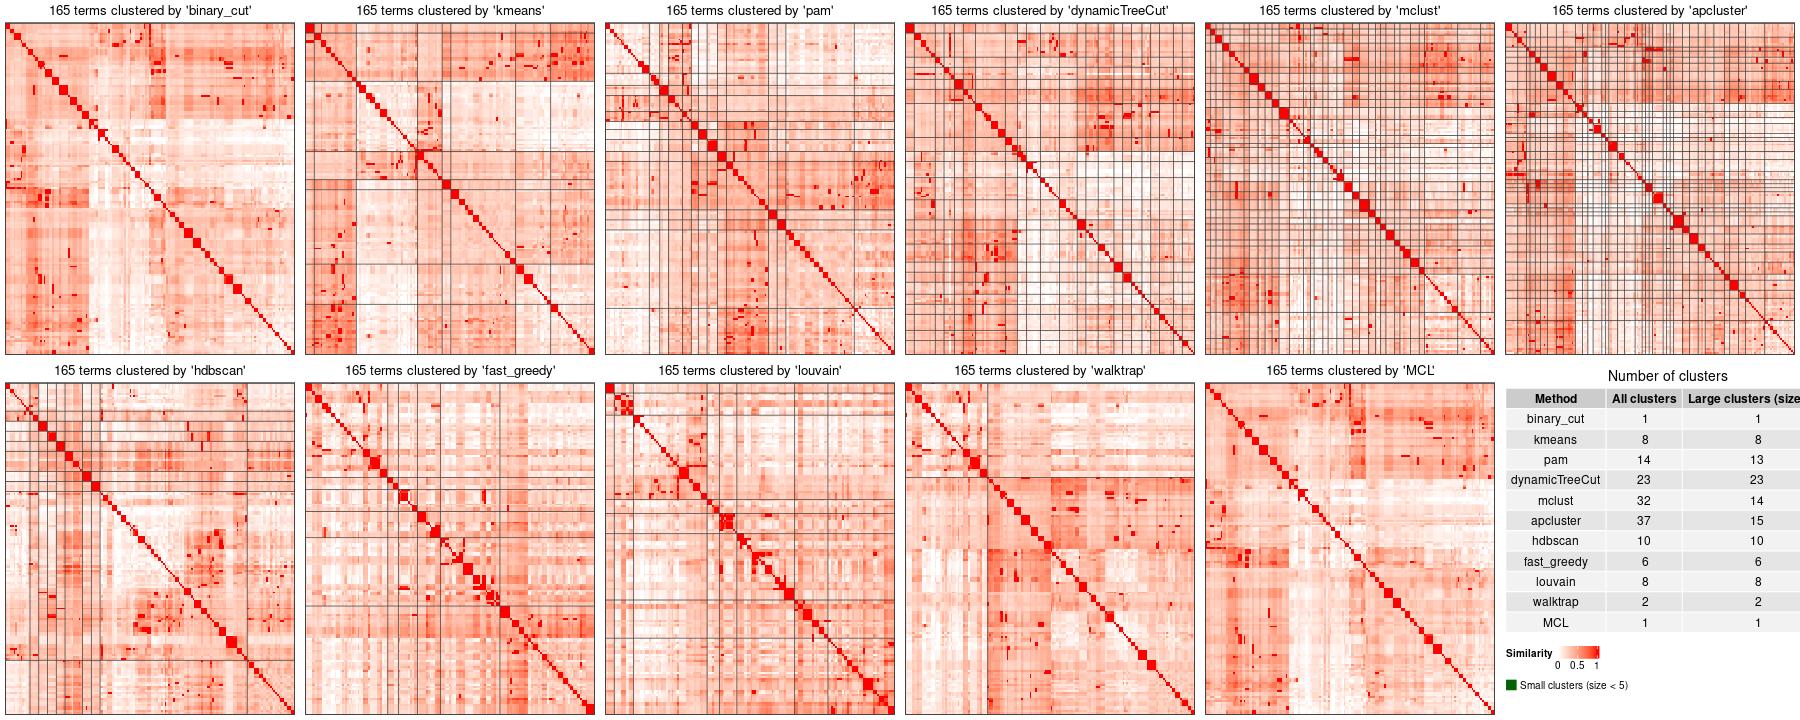 165 terms clustered by 'binary_cut'
165 terms clustered by 'kmeans'
165 terms clustered by 'pam'
165 terms clustered by 'dynamicTreeCut'
165 terms clustered by 'mclust'
165 terms clustered by 'apcluster'
165 terms clustered by 'hdbscan'
165 terms clustered by 'fast_greedy'
165 terms clustered by 'louvain'
165 terms clustered by 'walktrap'
165 terms clustered by 'MCL'
Number of clusters
Method All clusters Large clusters (size
binary_cut 1 1
kmeans 8 8
pam 14 13
dynamicTreeCut 23 23
mclust 32 14
apcluster 37 15
hdbscan 10 10
fast_greedy 6 6
louvain 8 8
walktrap 2 2
MCL 1 1
Similarity
0 0.5 1
Small clusters (size < 5)